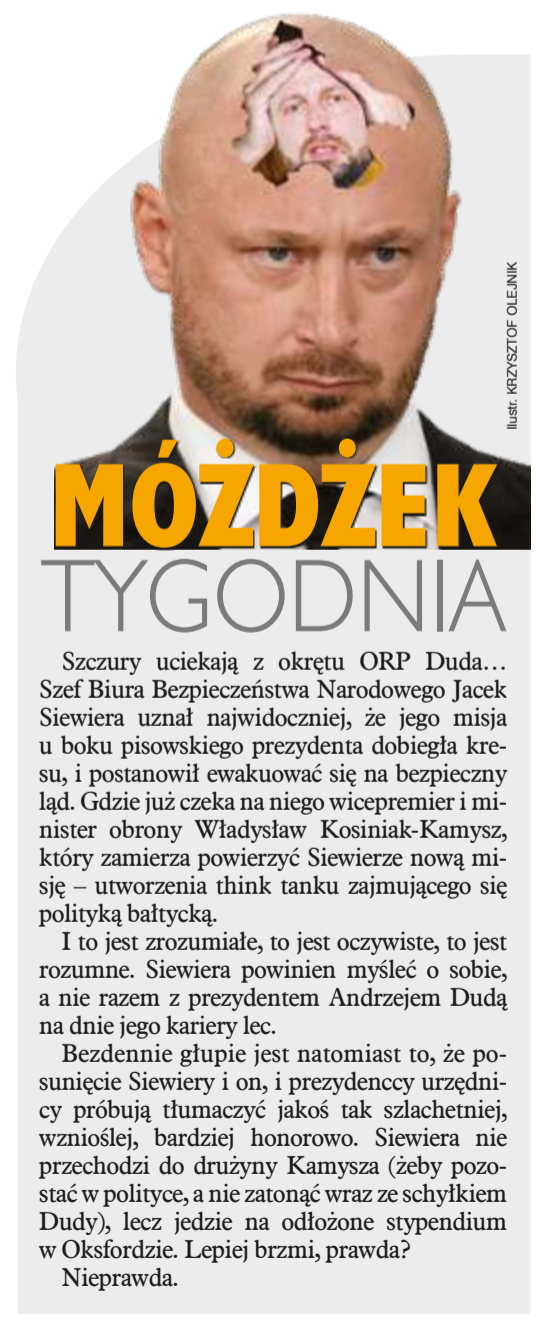 Ilustr. KRZYSZTOF OLEJNIK
MÓŻDŻEK
TYGODNIA
Szczury uciekają z okrętu ORP Duda...
Szef Biura Bezpieczeństwa Narodowego Jacek
Siewiera uznał najwidoczniej, że jego misja
u boku pisowskiego prezydenta dobiegła kre-
su, i postanowił ewakuować się na bezpieczny
ląd. Gdzie już czeka na niego wicepremier i mi-
nister obrony Władysław Kosiniak-Kamysz,
który zamierza powierzyć Siewierze nową mi-
sję – utworzenia think tanku zajmującego się
polityką bałtycką.
I to jest zrozumiałe, to jest oczywiste, to jest
rozumne. Siewiera powinien myśleć o sobie,
a nie razem z prezydentem Andrzejem Dudą
na dnie jego kariery lec.
Bezdennie głupie jest natomiast to, że po-
sunięcie Siewiery i on, i prezydenccy urzędni-
cy próbują tłumaczyć jakoś tak szlachetniej,
wznioślej, bardziej honorowo. Siewiera nie
przechodzi do drużyny Kamysza (żeby pozo-
stać w polityce, a nie zatonąć wraz ze schyłkiem
Dudy), lecz jedzie na odłożone stypendium
w Oksfordzie. Lepiej brzmi, prawda?
Nieprawda.